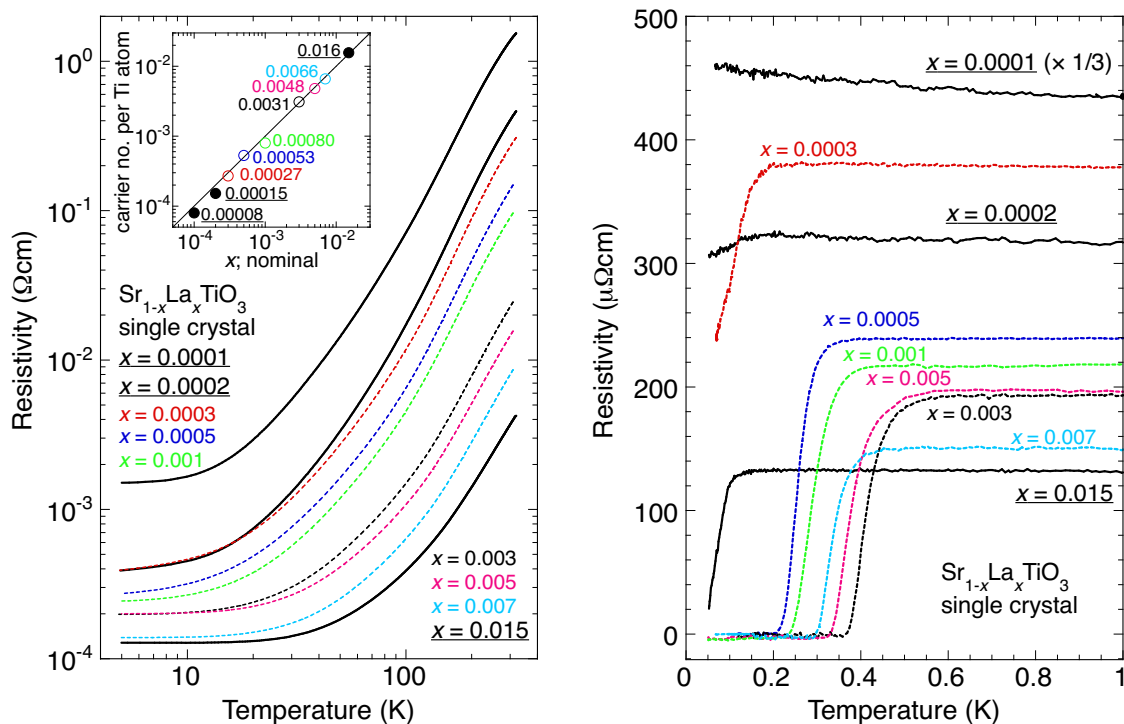 Resistivity (Ωcm)
10⁰
10⁻¹
10⁻²
10⁻³
10⁻⁴
10
100
Temperature (K)
carrier no. per Ti atom
10⁻²
10⁻³
10⁻⁴
0.016
0.0066
0.0048
0.0031
0.00080
0.00053
0.00027
0.00015
0.00008
10⁻⁴
10⁻³
10⁻²
x; nominal
Sr₁₋ₓLaₓTiO₃
single crystal
x = 0.0001
x = 0.0002
x = 0.0003
x = 0.0005
x = 0.001
x = 0.003
x = 0.005
x = 0.007
x = 0.015
Resistivity (μΩcm)
500
400
300
200
100
0
x = 0.0001 (× 1/3)
x = 0.0003
x = 0.0002
x = 0.0005
x = 0.001
x = 0.005
x = 0.003
x = 0.007
x = 0.015
Sr₁₋ₓLaₓTiO₃
single crystal
0
0.2
0.4
0.6
0.8
1
Temperature (K)